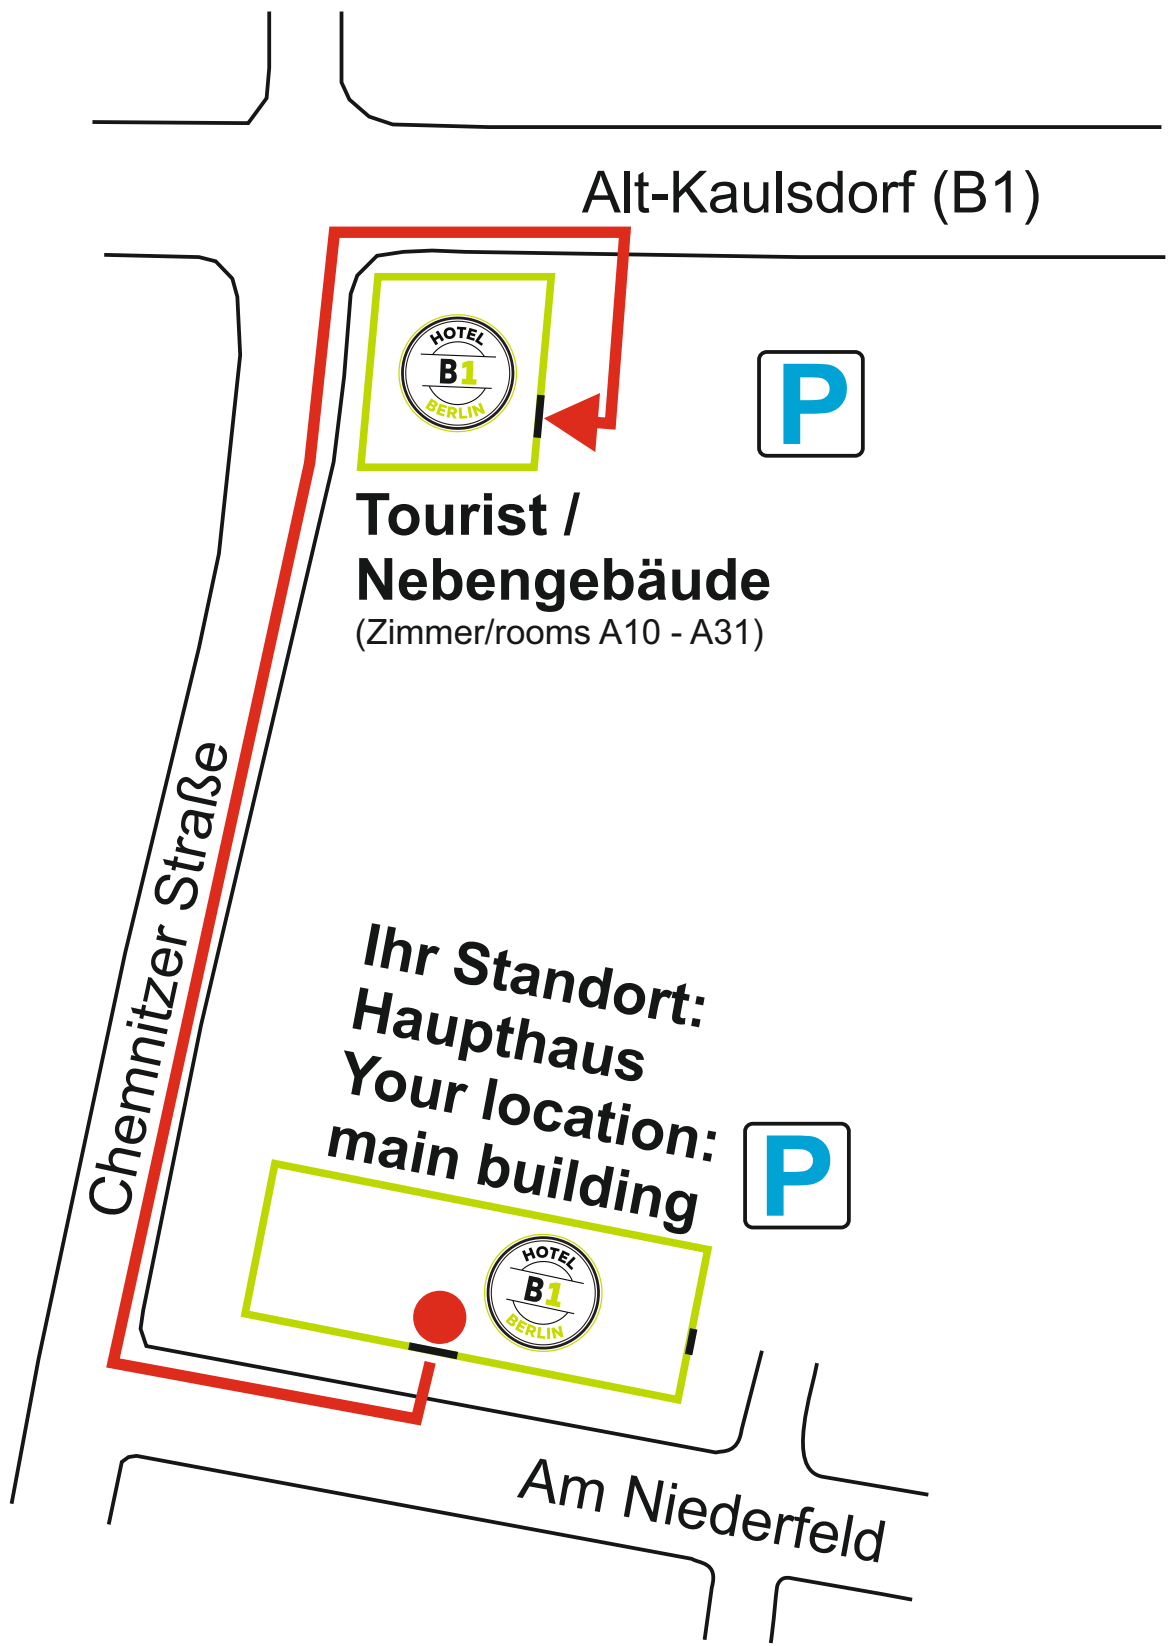 Alt-Kaulsdorf (B1)
HOTEL
B1
BERLIN
P
Tourist /
Nebengebäude
(Zimmer/rooms A10 - A31)
Chemnitzer Straße
Ihr Standort:
Haupthaus
Your location:
main building
P
HOTEL
B1
BERLIN
Am Niederfeld